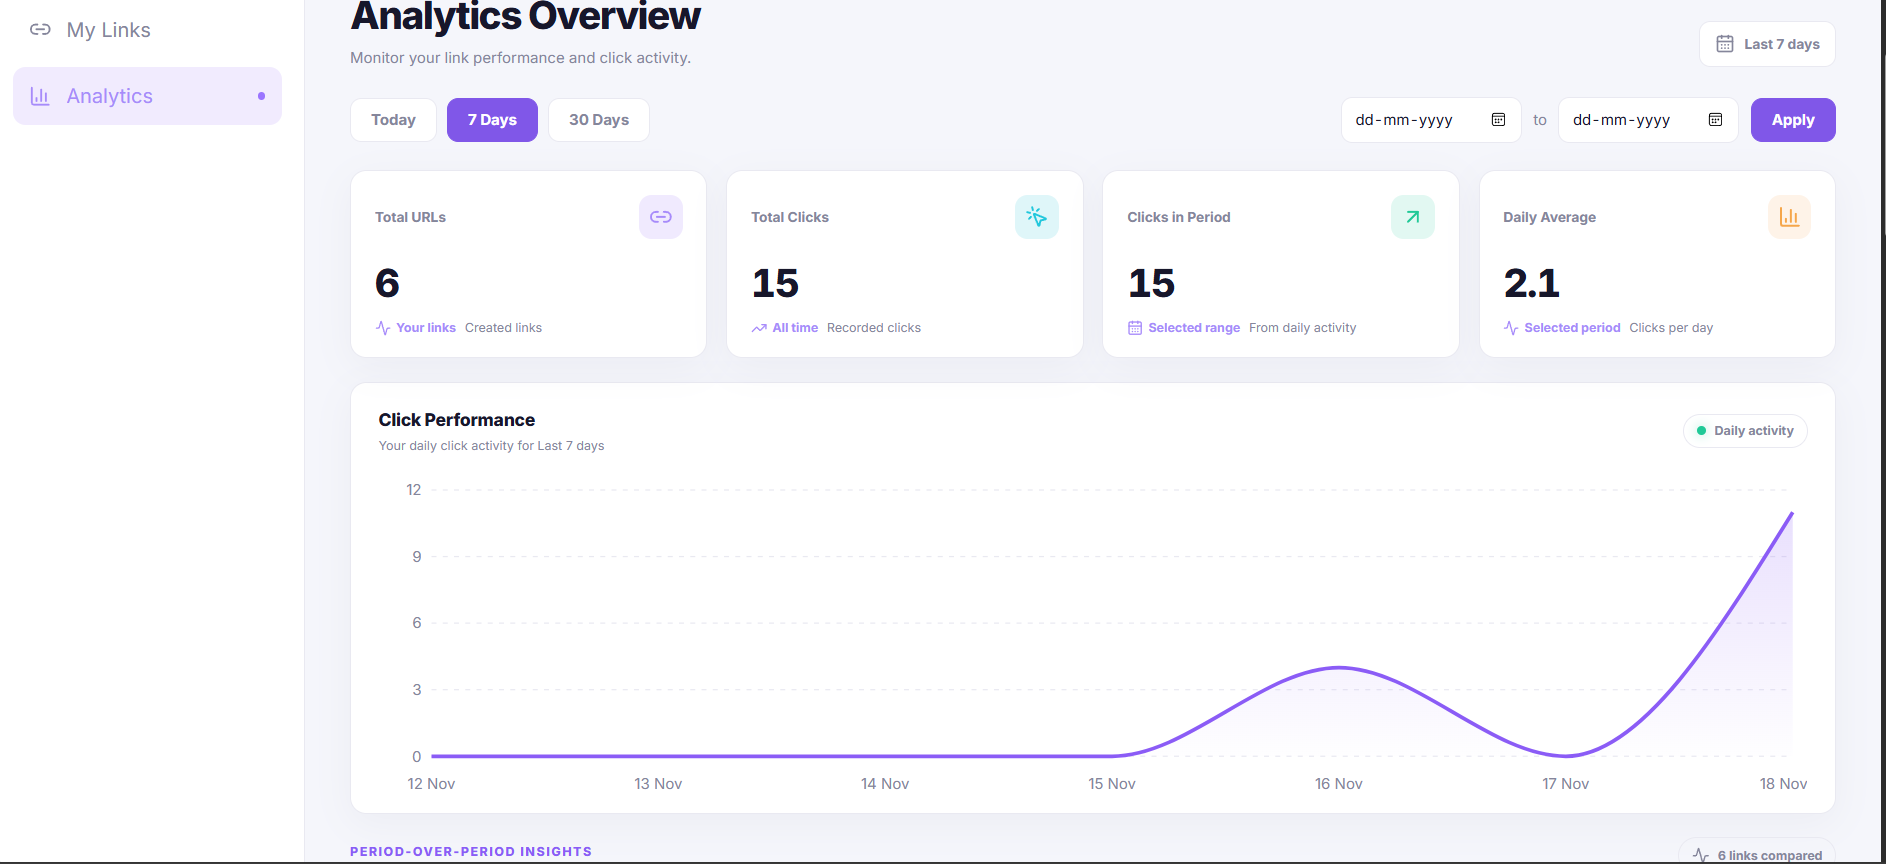 My Links
Analytics
Analytics Overview
Monitor your link performance and click activity.
Last 7 days
Today
7 Days
30 Days
dd-mm-yyyy
to
dd-mm-yyyy
Apply
Total URLs
6
Your links Created links
Total Clicks
15
All time Recorded clicks
Clicks in Period
15
Selected range From daily activity
Daily Average
2.1
Selected period Clicks per day
Click Performance
Your daily click activity for Last 7 days
Daily activity
12
9
6
3
0
12 Nov
13 Nov
14 Nov
15 Nov
16 Nov
17 Nov
18 Nov
PERIOD-OVER-PERIOD INSIGHTS
6 links compared